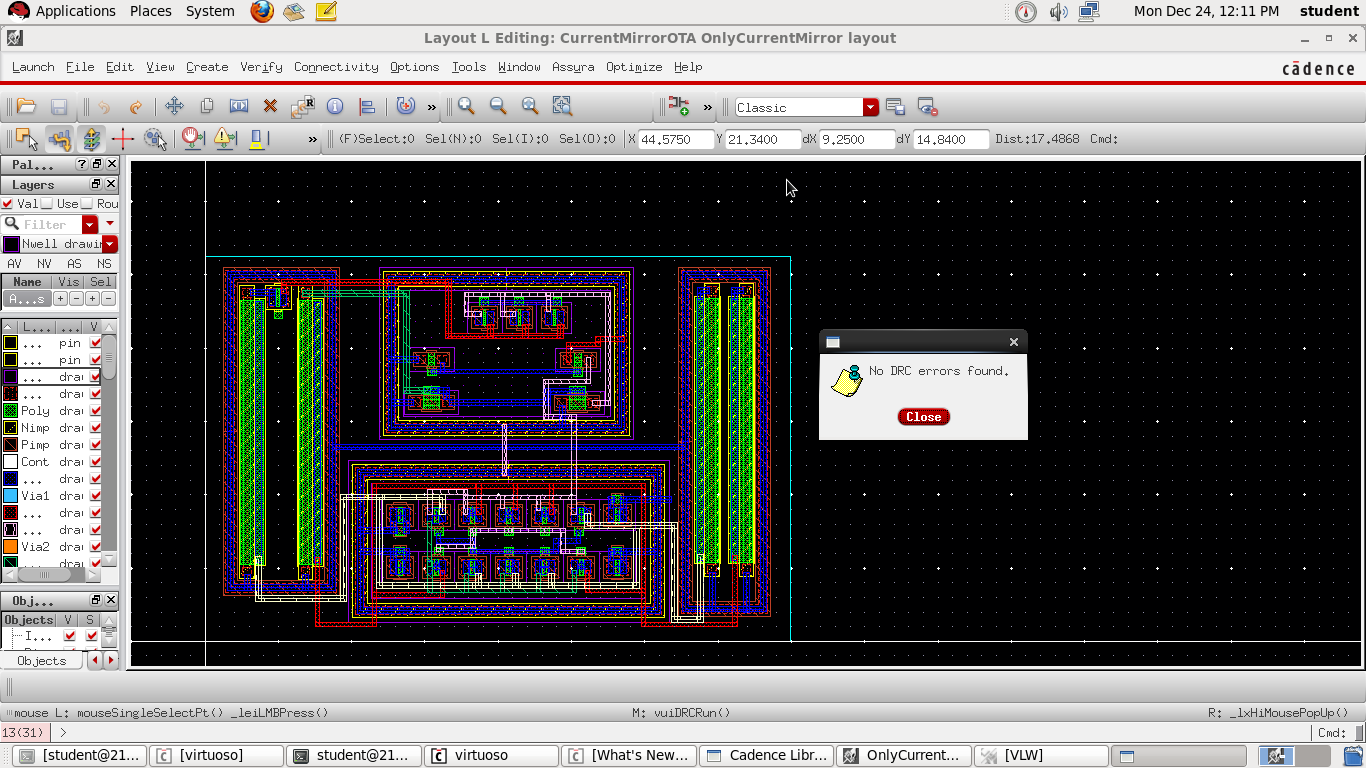 Applications Places System Mon Dec 24, 12:11 PM student
Layout L Editing: CurrentMirrorOTA OnlyCurrentMirror layout
Launch File Edit View Create Verify Connectivity Options Tools Window Assura Optimize Help cādence
Classic
(F)Select:0 Sel(N):0 Sel(I):0 Sel(O):0 X 44.5750 Y 21.3400 dX 9.2500 dY 14.8400 Dist:17.4868 Cmd:
Pal...
Layers
Val Use Rou
Filter
Nwell drawin
AV NV AS NS
Name Vis Sel
A...s + − + −
L... ... V
... pin
... pin
... dra
... dra
Poly dra
Nimp dra
Pimp dra
Cont dra
... dra
Via1 dra
... dra
... dra
Via2 dra
... dra
Obj...
Objects V S
I...
Objects
No DRC errors found.
Close
mouse L: mouseSingleSelectPt() _leiLMBPress() M: vuiDRCRun() R: _lxHiMousePopUp()
13(31) > Cmd:
[student@21... [virtuoso] student@21... virtuoso [What's New... Cadence Libr... OnlyCurrent... [VLW]